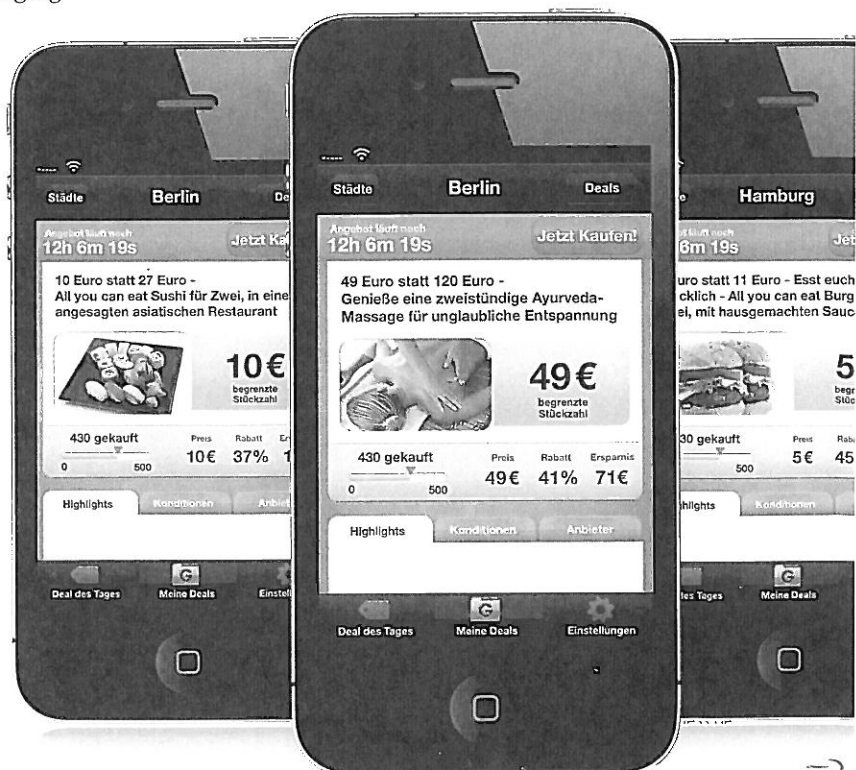 Städte Berlin
Angebot läuft noch
12h 6m 19s
10 Euro statt 27 Euro -
All you can eat Sushi für Zwei, in eine
angesagten asiatischen Restaurant
10€
begrenzte
Stückzahl
430 gekauft Preis Rabatt
10€ 37%
0 500
Highlights Konditionen
Deal des Tages Meine Deals
Städte Berlin Deals
Angebot läuft noch
12h 6m 19s Jetzt Kaufen!
49 Euro statt 120 Euro -
Genieße eine zweistündige Ayurveda-
Massage für unglaubliche Entspannung
49€
begrenzte
Stückzahl
430 gekauft Preis Rabatt Ersparnis
49€ 41% 71€
0 500
Highlights Konditionen Anbieter
G
Deal des Tages Meine Deals Einstellungen
Hamburg
6m 19s
uro statt 11 Euro - Esst euch
cklich - All you can eat Burg
ei, mit hausgemachten Sauc
30 gekauft Preis
5€ 45
500
G
Meine Deals